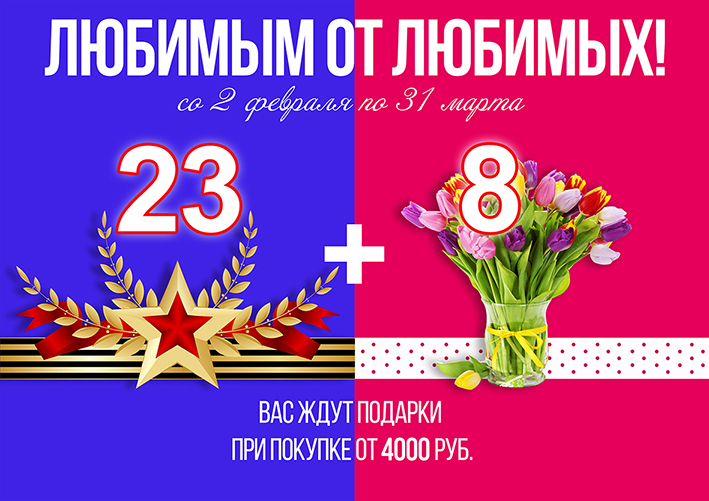 ЛЮБИМЫМ ОТ ЛЮБИМЫХ!
со 2 февраля по 31 марта
23 + 8
ВАС ЖДУТ ПОДАРКИ
ПРИ ПОКУПКЕ ОТ 4000 РУБ.